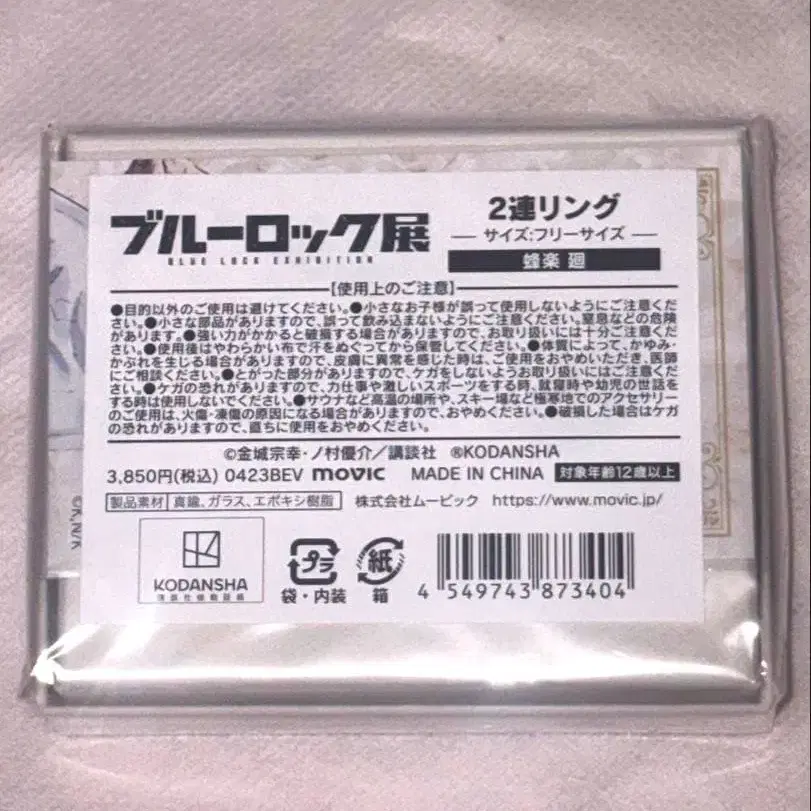 ブルーロック展
BLUE LOCK EXHIBITION
2連リング
サイズ:フリーサイズ
蜂楽 廻
【使用上のご注意】
●目的以外のご使用は避けてください。●小さなお子様が誤って使用しないようにご注意くだ
さい。●小さな部品がありますので、誤って飲み込まないようにご注意ください。窒息などの危険
があります。●強い力がかかると破損する場合がありますので、お取り扱いには十分ご注意くだ
さい。●使用後はやわらかい布で汗をぬぐってから保管してください。●体質によって、かゆみ・
かぶれを生じる場合がありますので、皮膚に異常を感じた時は、ご使用をおやめいただき、医師
にご相談ください。●とがった部分がありますので、ケガをしないようお取り扱いにはご注意くだ
さい。●ケガの恐れがありますので、力仕事や激しいスポーツをする時、就寝時や幼児の世話を
する時は使用しないでください。●サウナなど高温の場所や、スキー場など極寒地でのアクセサリー
のご使用は、火傷・凍傷の原因になる場合がありますので、おやめください。●破損した場合はケガ
の恐れがありますので、直ちに使用をおやめください。
©金城宗幸・ノ村優介/講談社 ®KODANSHA
3,850円(税込) 0423BEV movic MADE IN CHINA 対象年齢12歳以上
製品素材 真鍮、ガラス、エポキシ樹脂 株式会社ムービック https://www.movic.jp/
KODANSHA
プラ
袋・内装
紙
箱
4 549743 873404
©K,N/K